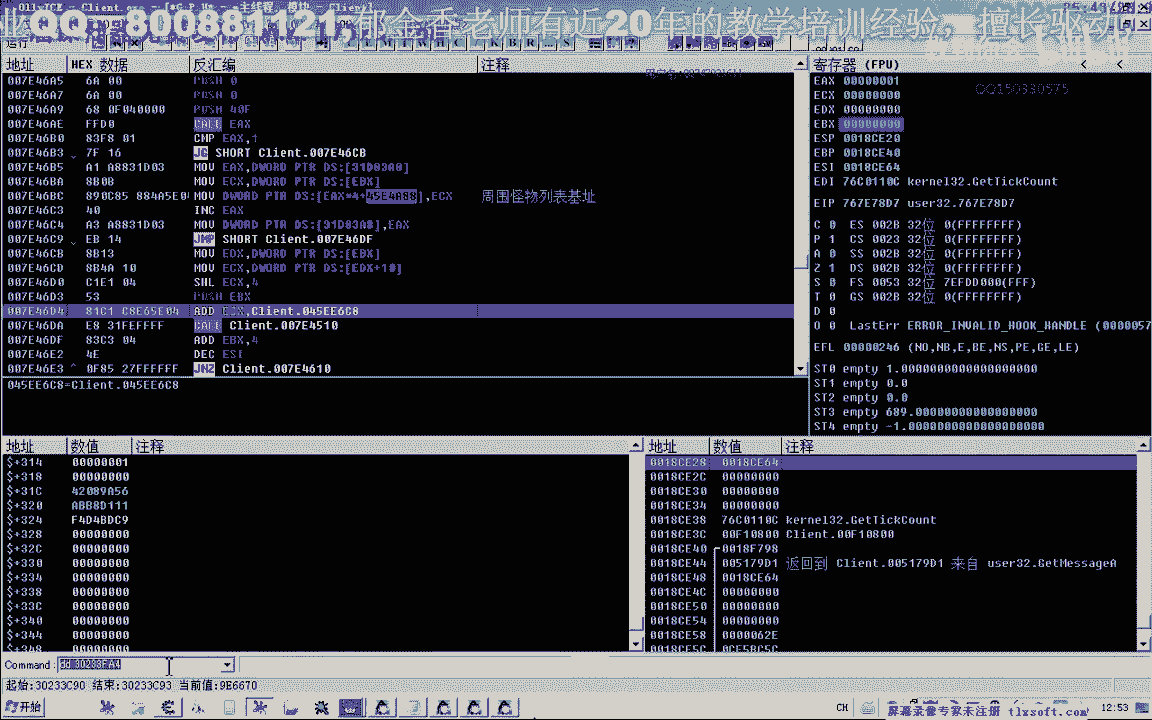 业QQ：800881121 郁金香老师有近20年的教学培训经验，擅长驱动
地址 HEX 数据 反汇编 注释
007E46A5 6A 00 PUSH 0
007E46A7 6A 00 PUSH 0
007E46A9 68 0F040000 PUSH 40F
007E46AE FFD0 CALL EAX
007E46B0 83F8 01 CMP EAX,1
007E46B3 7F 16 JG SHORT Client.007E46CB
007E46B5 A1 A8831D03 MOV EAX,DWORD PTR DS:[31D83A8]
007E46BA 8B0B MOV ECX,DWORD PTR DS:[EBX]
007E46BC 890C85 884A5E0 MOV DWORD PTR DS:[EAX*4+45E4A88],ECX 周围怪物列表基址
007E46C3 40 INC EAX
007E46C4 A3 A8831D03 MOV DWORD PTR DS:[31D83A8],EAX
007E46C9 EB 14 JMP SHORT Client.007E46DF
007E46CB 8B13 MOV EDX,DWORD PTR DS:[EBX]
007E46CD 8B4A 10 MOV ECX,DWORD PTR DS:[EDX+10]
007E46D0 C1E1 04 SHL ECX,4
007E46D3 53 PUSH EBX
007E46D4 81C1 C8E65E04 ADD ECX,Client.045EE6C8
007E46DA E8 31FEFFFF CALL Client.007E4510
007E46DF 83C3 04 ADD EBX,4
007E46E2 4E DEC ESI
007E46E3 ^ 0F85 27FFFFFF JNZ Client.007E4610
045EE6C8=Client.045EE6C8
寄存器 (FPU) < <
QQ150330575
EAX 00000001
ECX 00000000
EDX 00000000
EBX 00000000
ESP 0018CE20
EBP 0018CE40
ESI 0018CE64
EDI 76C0110C kernel32.GetTickCount
EIP 767E78D7 user32.767E78D7
C 0 ES 002B 32位 0(FFFFFFFF)
P 1 CS 0023 32位 0(FFFFFFFF)
A 0 SS 002B 32位 0(FFFFFFFF)
Z 1 DS 002B 32位 0(FFFFFFFF)
S 0 FS 0053 32位 7EFDD000(FFF)
T 0 GS 002B 32位 0(FFFFFFFF)
D 0
O 0 LastErr ERROR_INVALID_HOOK_HANDLE (0000057
EFL 00000246 (NO,NB,E,BE,NS,PE,GE,LE)
ST0 empty 1.0000000000000000000
ST1 empty 0.0
ST2 empty 0.0
ST3 empty 689.00000000000000000
ST4 empty -1.0000000000000000000
地址 数值 注释
$+314 00000001
$+318 00000000
$+31C 42089A56
$+320 ABB8D111
$+324 F4D4BDC9
$+328 00000000
$+32C 00000000
$+330 00000000
$+334 00000000
$+338 00000000
$+33C 00000000
$+340 00000000
$+344 00000000
$+348 00000000
地址 数值 注释
0018CE28 0018CE64
0018CE2C 00000000
0018CE30 00000000
0018CE34 00000000
0018CE38 76C0110C kernel32.GetTickCount
0018CE3C 00F10800 Client.00F10800
0018CE40 0018F798
0018CE44 005179D1 返回到 Client.005179D1 来自 user32.GetMessageA
0018CE48 0018CE64
0018CE4C 00000000
0018CE50 00000000
0018CE54 00000000
0018CE58 0000062E
0018CE5C 0CE5BC5C
Command: dd 30233FA4
起始:30233C90 结束:30233C93 当前值:9E6670
开始 CH 屏幕录像专家未注册 tlxsoft.com 12:53